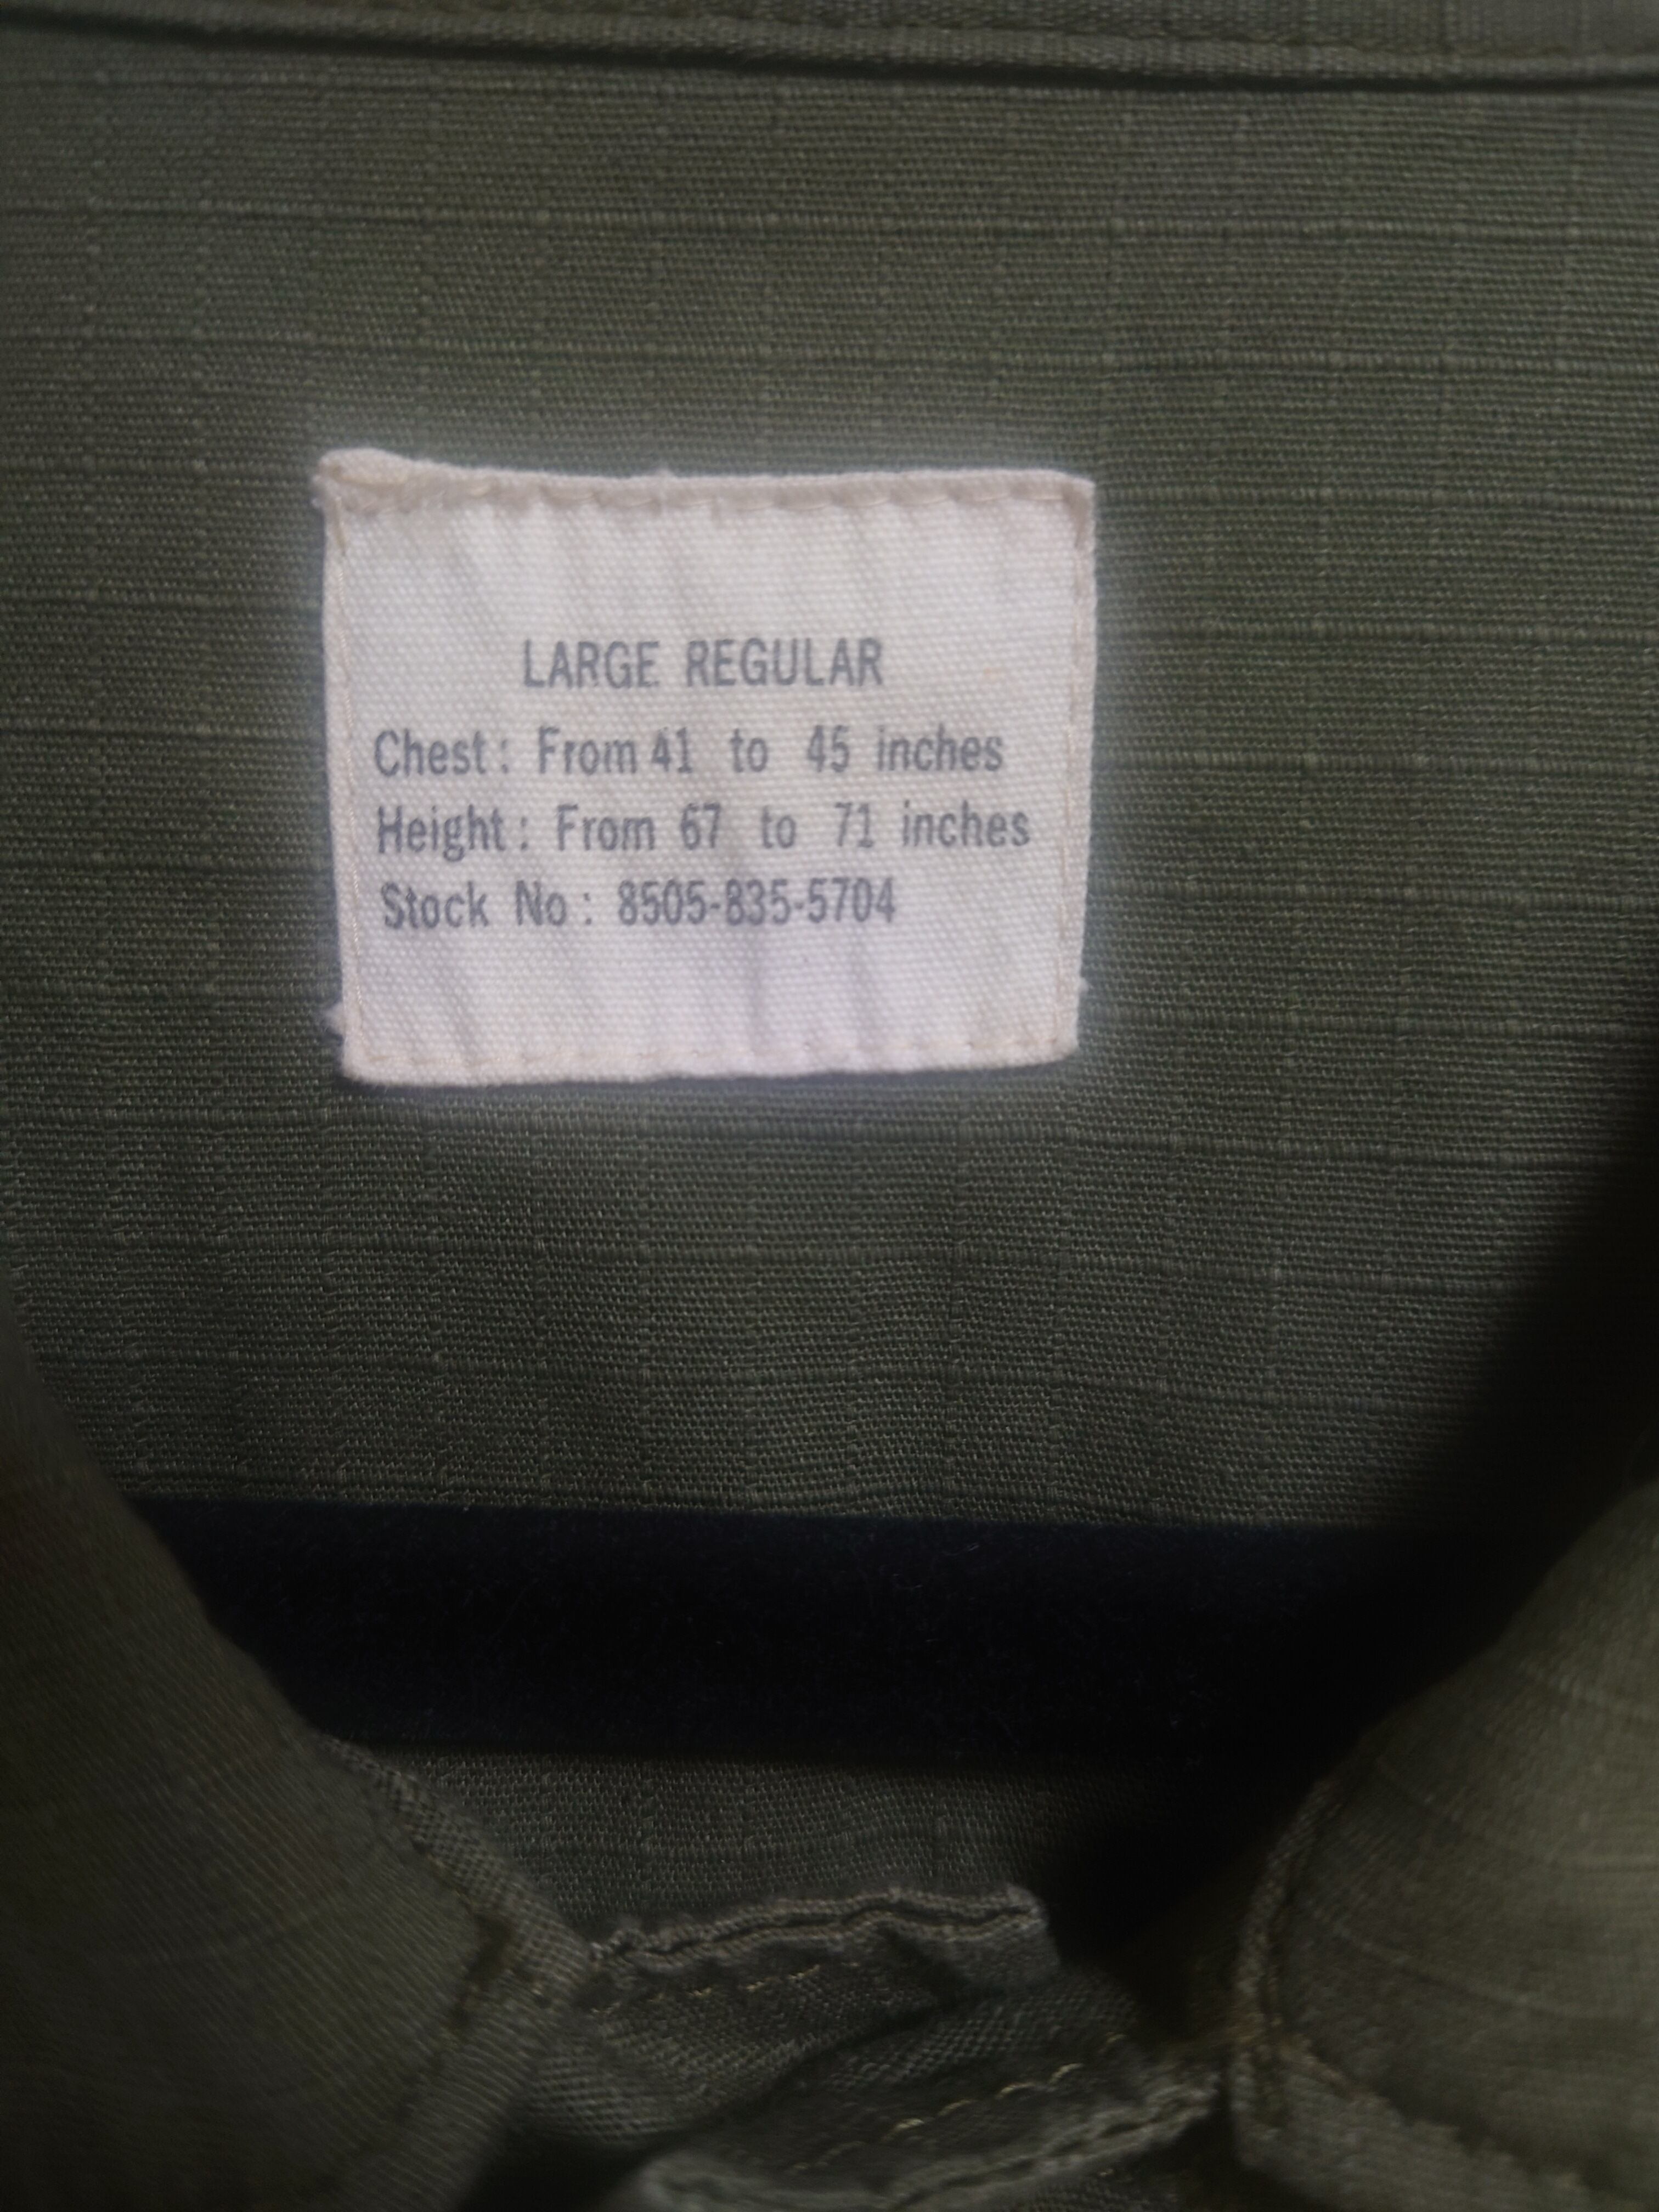 LARGE REGULAR
Chest: From 41 to 45 inches
Height: From 67 to 71 inches
Stock No: 8505-835-5704